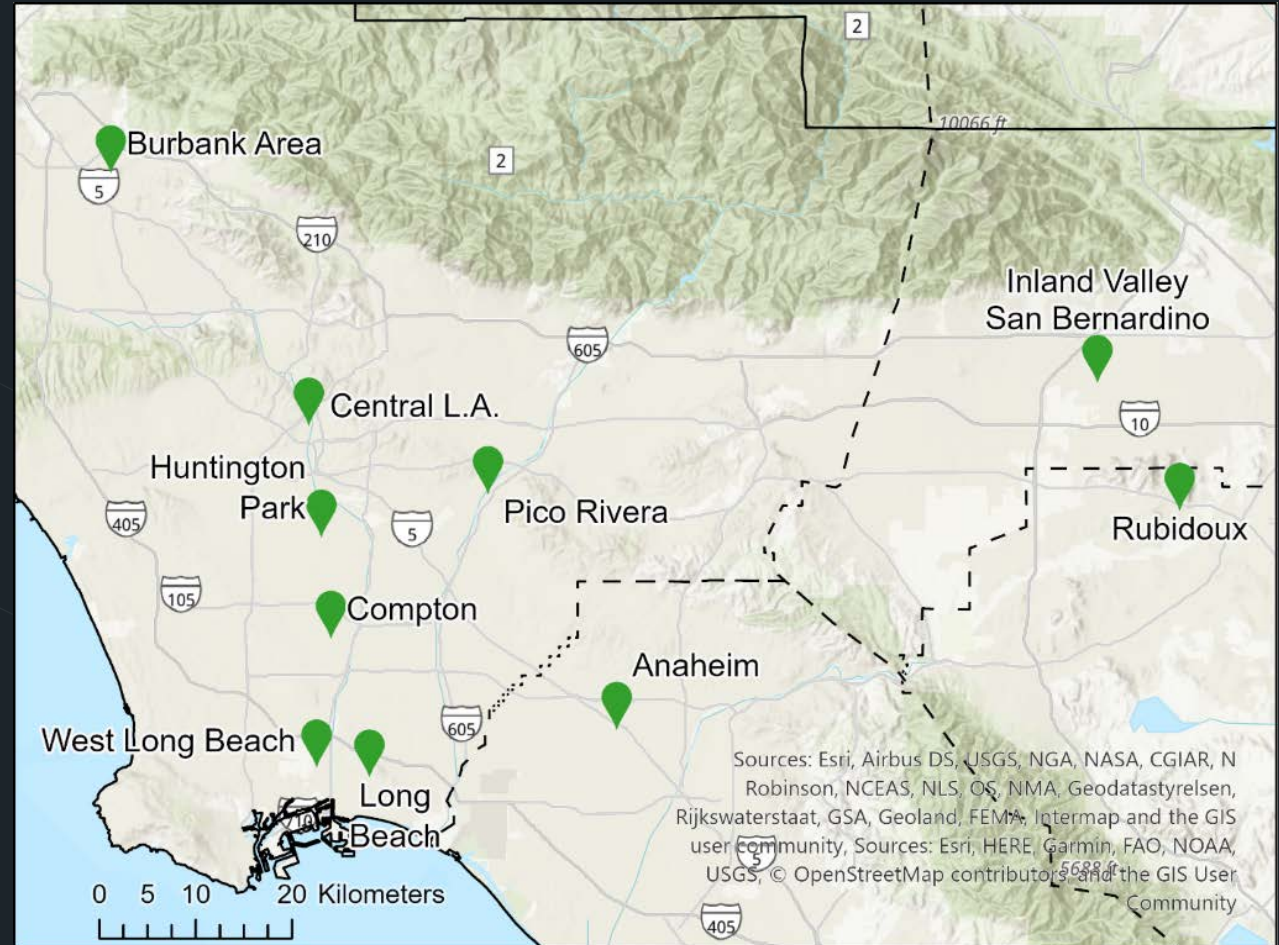 2
10066 ft
Burbank Area
2
5
210
Inland Valley
San Bernardino
605
Central L.A.
10
Huntington
Park
Pico Rivera
405
5
Rubidoux
105
Compton
Anaheim
605
West Long Beach
Long
Beach
710
Sources: Esri, Airbus DS, USGS, NGA, NASA, CGIAR, N
Robinson, NCEAS, NLS, OS, NMA, Geodatastyrelsen,
Rijkswaterstaat, GSA, Geoland, FEMA, Intermap and the GIS
user community, Sources: Esri, HERE, Garmin, FAO, NOAA,
USGS, © OpenStreetMap contributors, and the GIS User
Community
5
5688 ft
0 5 10 20 Kilometers
405